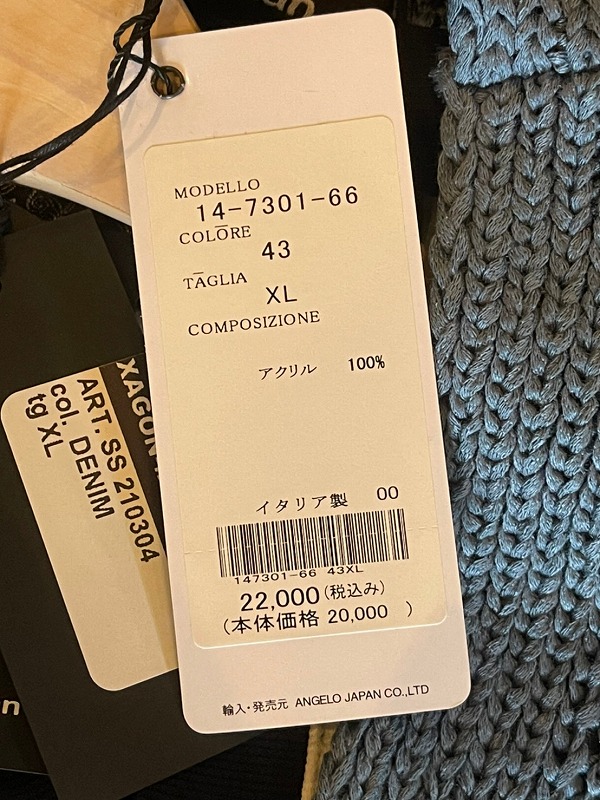 MODELLO
14-7301-66
COLORE
43
TAGLIA
XL
COMPOSIZIONE
アクリル 100%
イタリア製 00
147301-66 43XL
22,000(税込み)
(本体価格 20,000 )
輸入・発売元 ANGELO JAPAN CO.,LTD
XAGON
ART. SS 210304
col. DENIM
tg XL